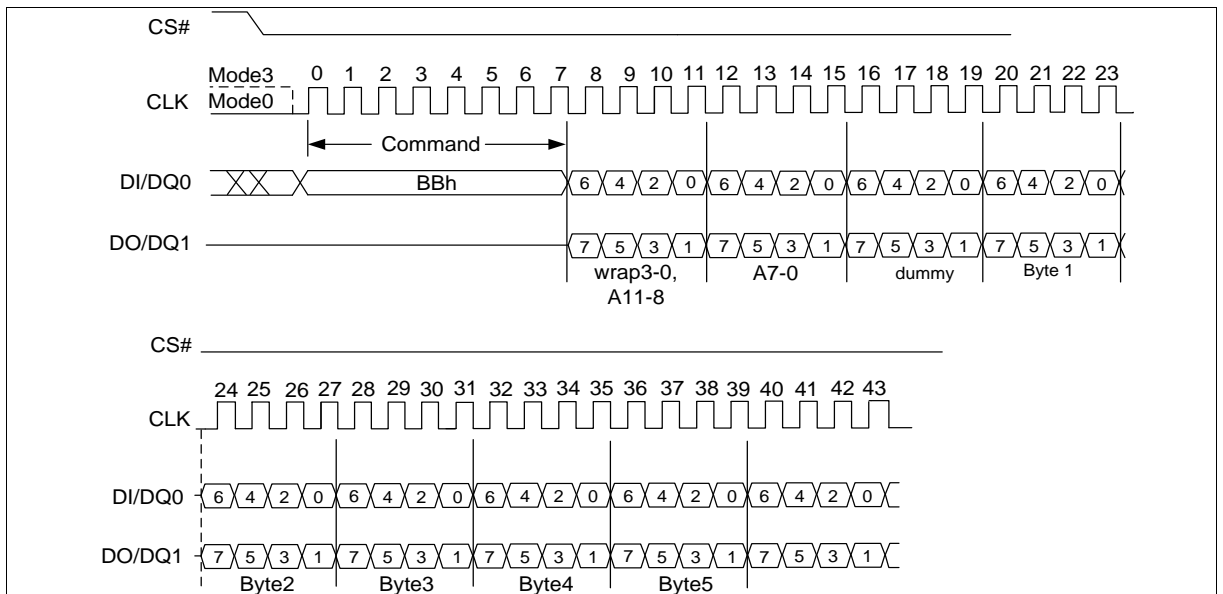 CS#
Mode3 0 1 2 3 4 5 6 7 8 9 10 11 12 13 14 15 16 17 18 19 20 21 22 23
CLK Mode0
Command
DI/DQ0 BBh 6 4 2 0 6 4 2 0 6 4 2 0 6 4 2 0
DO/DQ1 7 5 3 1 7 5 3 1 7 5 3 1 7 5 3 1
wrap3-0, A7-0 dummy Byte 1
A11-8
CS#
24 25 26 27 28 29 30 31 32 33 34 35 36 37 38 39 40 41 42 43
CLK
DI/DQ0 6 4 2 0 6 4 2 0 6 4 2 0 6 4 2 0 6 4 2 0
DO/DQ1 7 5 3 1 7 5 3 1 7 5 3 1 7 5 3 1 7 5 3 1
Byte2 Byte3 Byte4 Byte5